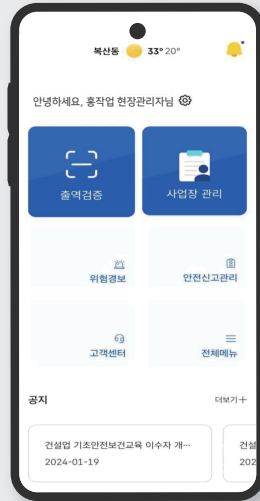 복산동 33° 20°
안녕하세요, 홍작업 현장관리자님
출역검증 사업장 관리
위험경보 안전신고관리
고객센터 전체메뉴
공지 더보기+
건설업 기초안전보건교육 이수자 개··· 건설
2024-01-19 202